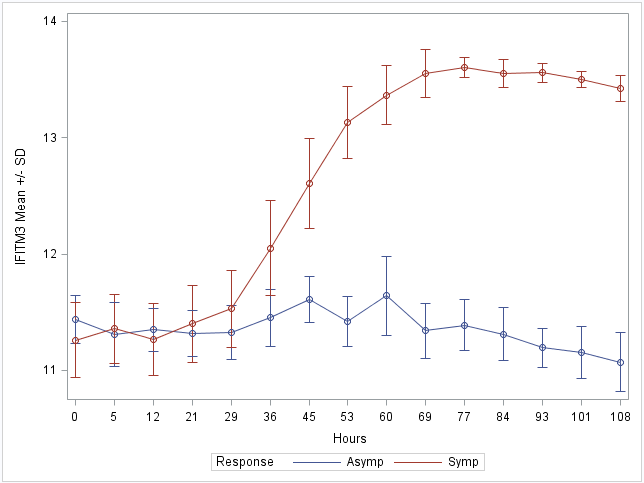 14
13
12
11
IFITM3 Mean +/- SD
0 5 12 21 29 36 45 53 60 69 77 84 93 101 108
Hours
Response Asymp Symp